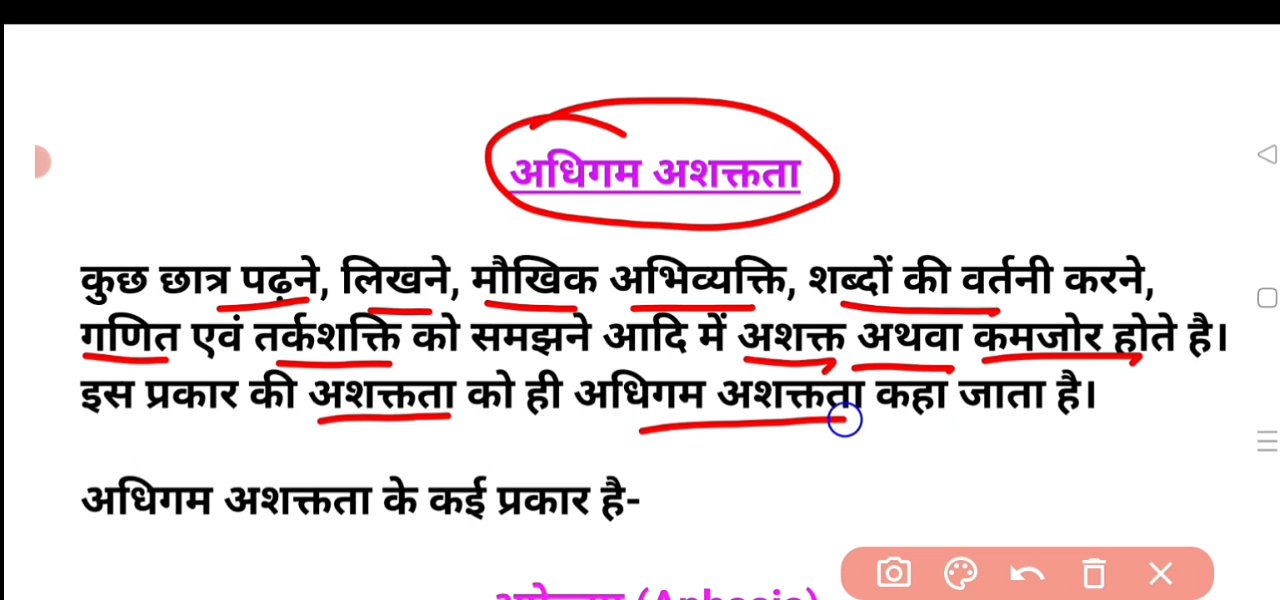 अधिगम अशक्तता
कुछ छात्र पढ़ने, लिखने, मौखिक अभिव्यक्ति, शब्दों की वर्तनी करने,
गणित एवं तर्कशक्ति को समझने आदि में अशक्त अथवा कमजोर होते है।
इस प्रकार की अशक्तता को ही अधिगम अशक्तता कहा जाता है।
अधिगम अशक्तता के कई प्रकार है-
(Aphasia)